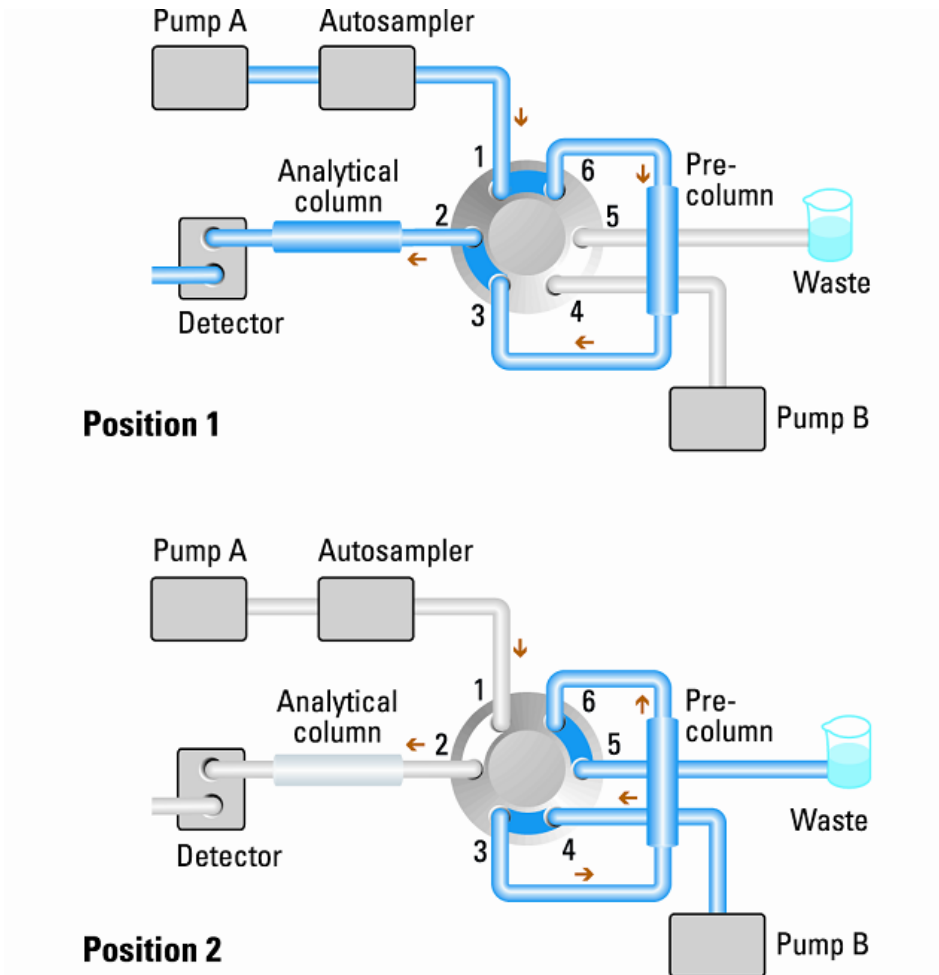 Pump A
Autosampler
1
6
Pre-
column
Analytical
column
2
5
Waste
Detector
3
4
Pump B
Position 1
Pump A
Autosampler
1
6
Pre-
column
Analytical
column
2
5
Waste
Detector
3
4
Pump B
Position 2